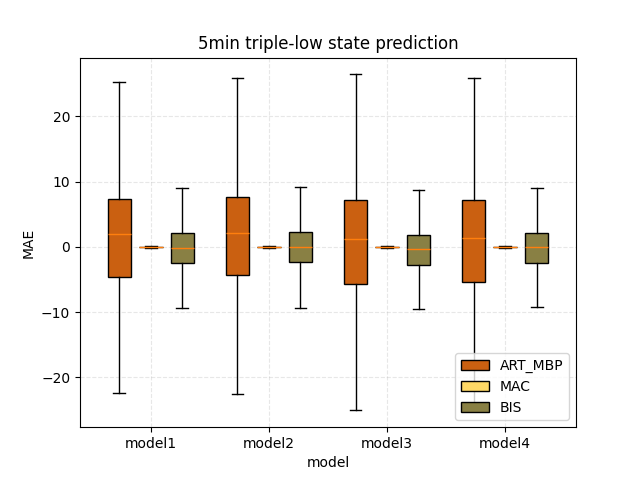 5min triple-low state prediction
MAE
20
10
0
−10
−20
model1 model2 model3 model4
model
ART_MBP
MAC
BIS